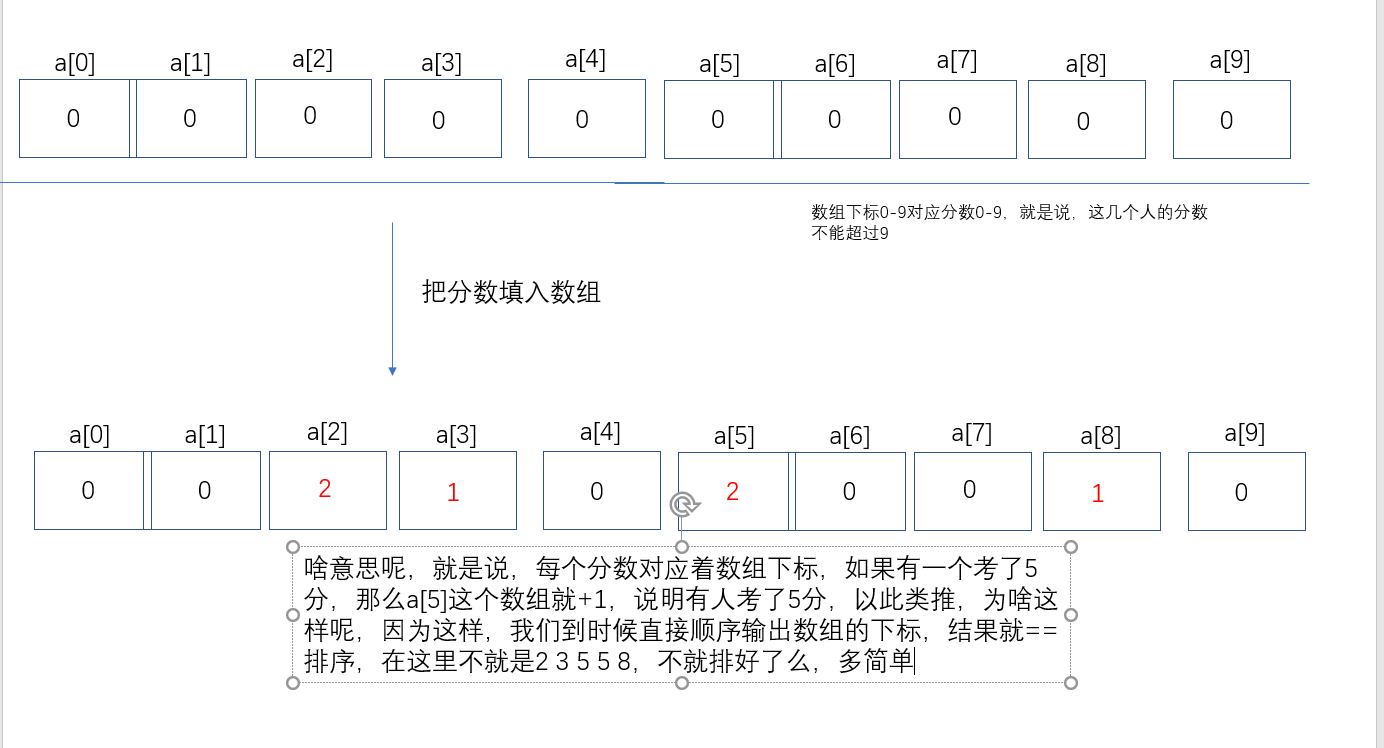 a[0] a[1] a[2] a[3] a[4] a[5] a[6] a[7] a[8] a[9]
0 0 0 0 0 0 0 0 0 0
数组下标0-9对应分数0-9，就是说，这几个人的分数
不能超过9
把分数填入数组
a[0] a[1] a[2] a[3] a[4] a[5] a[6] a[7] a[8] a[9]
0 0 2 1 0 2 0 0 1 0
啥意思呢，就是说，每个分数对应着数组下标，如果有一个考了5
分，那么a[5]这个数组就+1，说明有人考了5分，以此类推，为啥这
样呢，因为这样，我们到时候直接顺序输出数组的下标，结果就==
排序，在这里不就是2 3 5 5 8，不就排好了么，多简单